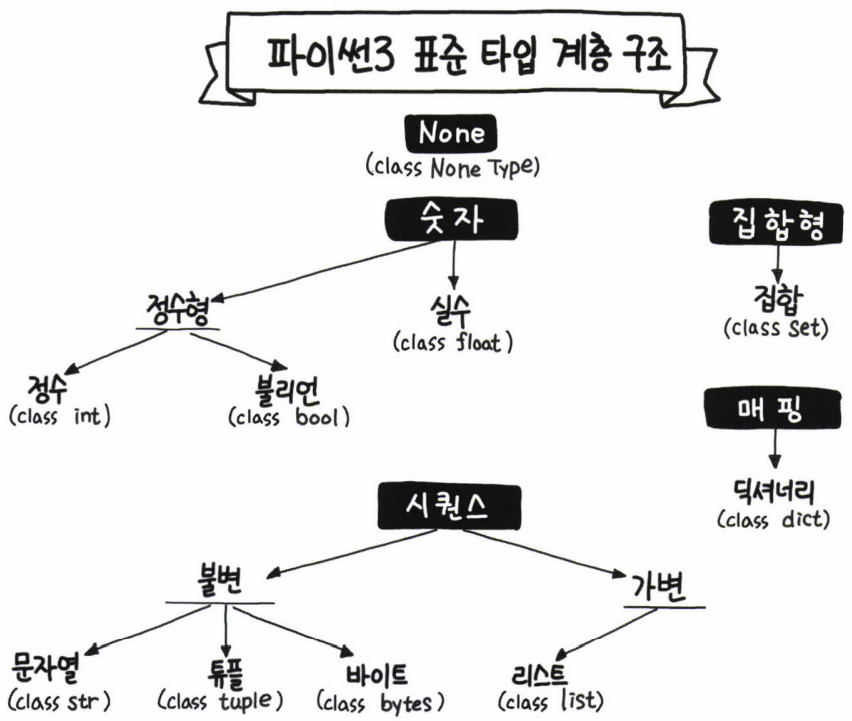 파이썬3 표준 타입 계층 구조
None
(class None Type)
숫자
집합형
정수형
실수
(class float)
집합
(class set)
정수
(class int)
불리언
(class bool)
매핑
딕셔너리
(class dict)
시퀀스
불변
가변
문자열
(class str)
튜플
(class tuple)
바이트
(class bytes)
리스트
(class list)